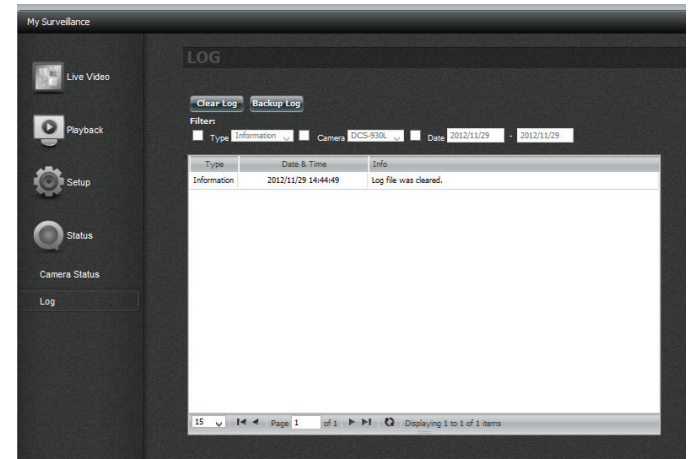 My Surveillance
Live Video
Playback
Setup
Status
Camera Status
Log
LOG
Clear Log Backup Log
Filter:
Type Information Camera DCS-930L Date 2012/11/29 - 2012/11/29
Type Date & Time Info
Information 2012/11/29 14:44:49 Log file was cleared.
15 Page 1 of 1 Displaying 1 to 1 of 1 items